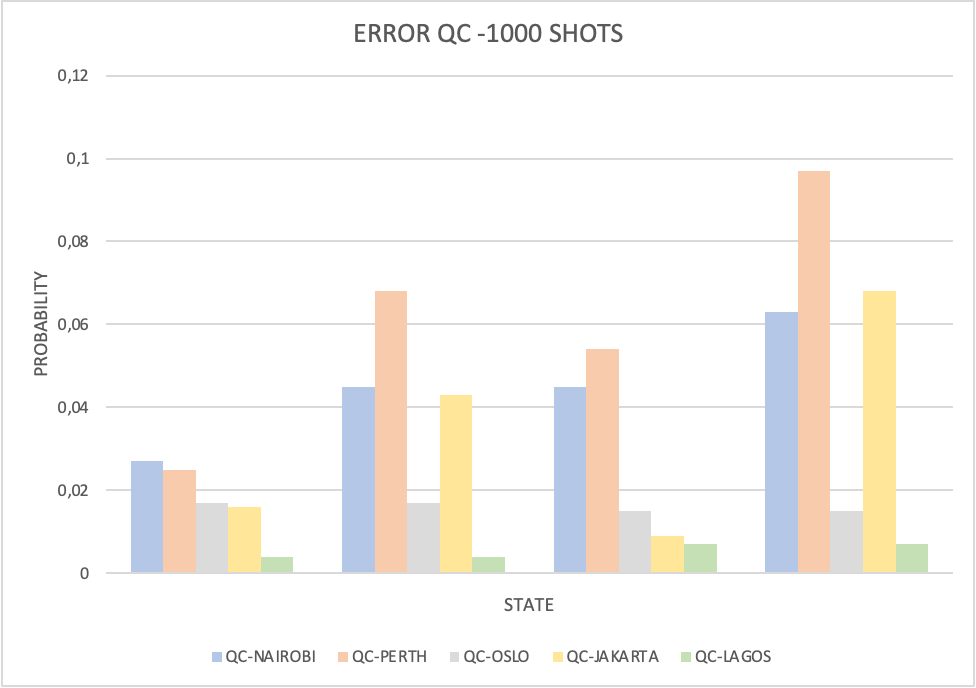 ERROR QC -1000 SHOTS
0,12
0,1
0,08
0,06
0,04
0,02
0
PROBABILITY
STATE
QC-NAIROBI QC-PERTH QC-OSLO QC-JAKARTA QC-LAGOS